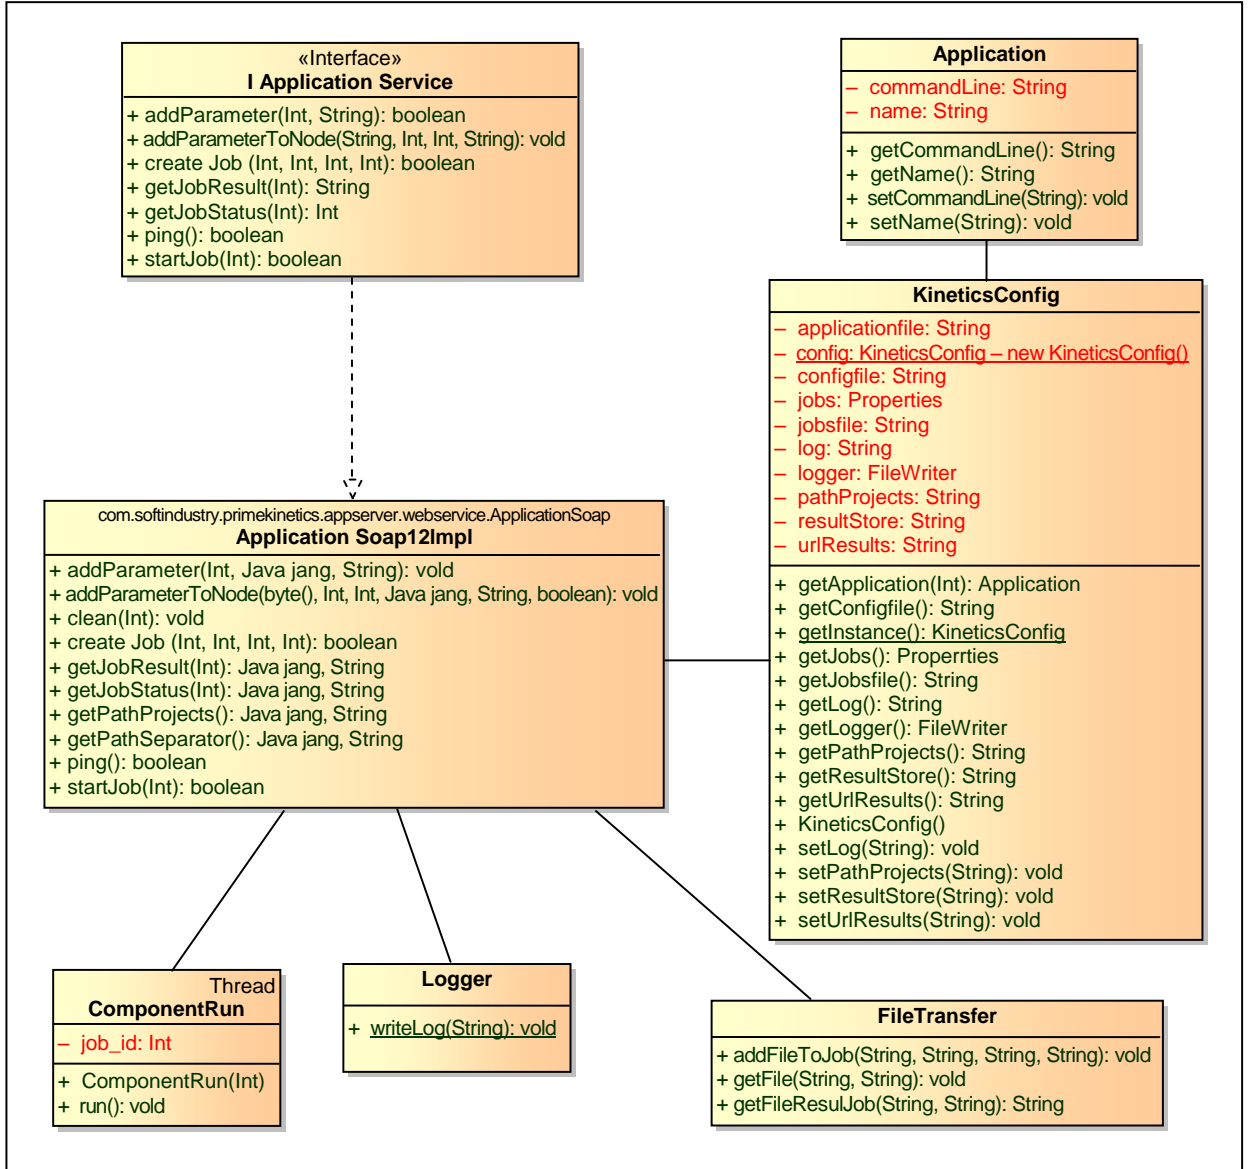 «Interface»
I Application Service
+ addParameter(Int, String): boolean
+ addParameterToNode(String, Int, Int, String): vold
+ create Job (Int, Int, Int, Int): boolean
+ getJobResult(Int): String
+ getJobStatus(Int): Int
+ ping(): boolean
+ startJob(Int): boolean
Application
– commandLine: String
– name: String
+ getCommandLine(): String
+ getName(): String
+ setCommandLine(String): vold
+ setName(String): vold
KineticsConfig
– applicationfile: String
– config: KineticsConfig – new KineticsConfig()
– configfile: String
– jobs: Properties
– jobsfile: String
– log: String
– logger: FileWriter
– pathProjects: String
– resultStore: String
– urlResults: String
+ getApplication(Int): Application
+ getConfigfile(): String
+ getInstance(): KineticsConfig
+ getJobs(): Properrties
+ getJobsfile(): String
+ getLog(): String
+ getLogger(): FileWriter
+ getPathProjects(): String
+ getResultStore(): String
+ getUrlResults(): String
+ KineticsConfig()
+ setLog(String): vold
+ setPathProjects(String): vold
+ setResultStore(String): vold
+ setUrlResults(String): vold
com.softindustry.primekinetics.appserver.webservice.ApplicationSoap
Application Soap12Impl
+ addParameter(Int, Java jang, String): vold
+ addParameterToNode(byte(), Int, Int, Java jang, String, boolean): vold
+ clean(Int): vold
+ create Job (Int, Int, Int, Int): boolean
+ getJobResult(Int): Java jang, String
+ getJobStatus(Int): Java jang, String
+ getPathProjects(): Java jang, String
+ getPathSeparator(): Java jang, String
+ ping(): boolean
+ startJob(Int): boolean
Thread
ComponentRun
– job_id: Int
+ ComponentRun(Int)
+ run(): vold
Logger
+ writeLog(String): vold
FileTransfer
+ addFileToJob(String, String, String, String): vold
+ getFile(String, String): vold
+ getFileResulJob(String, String): String